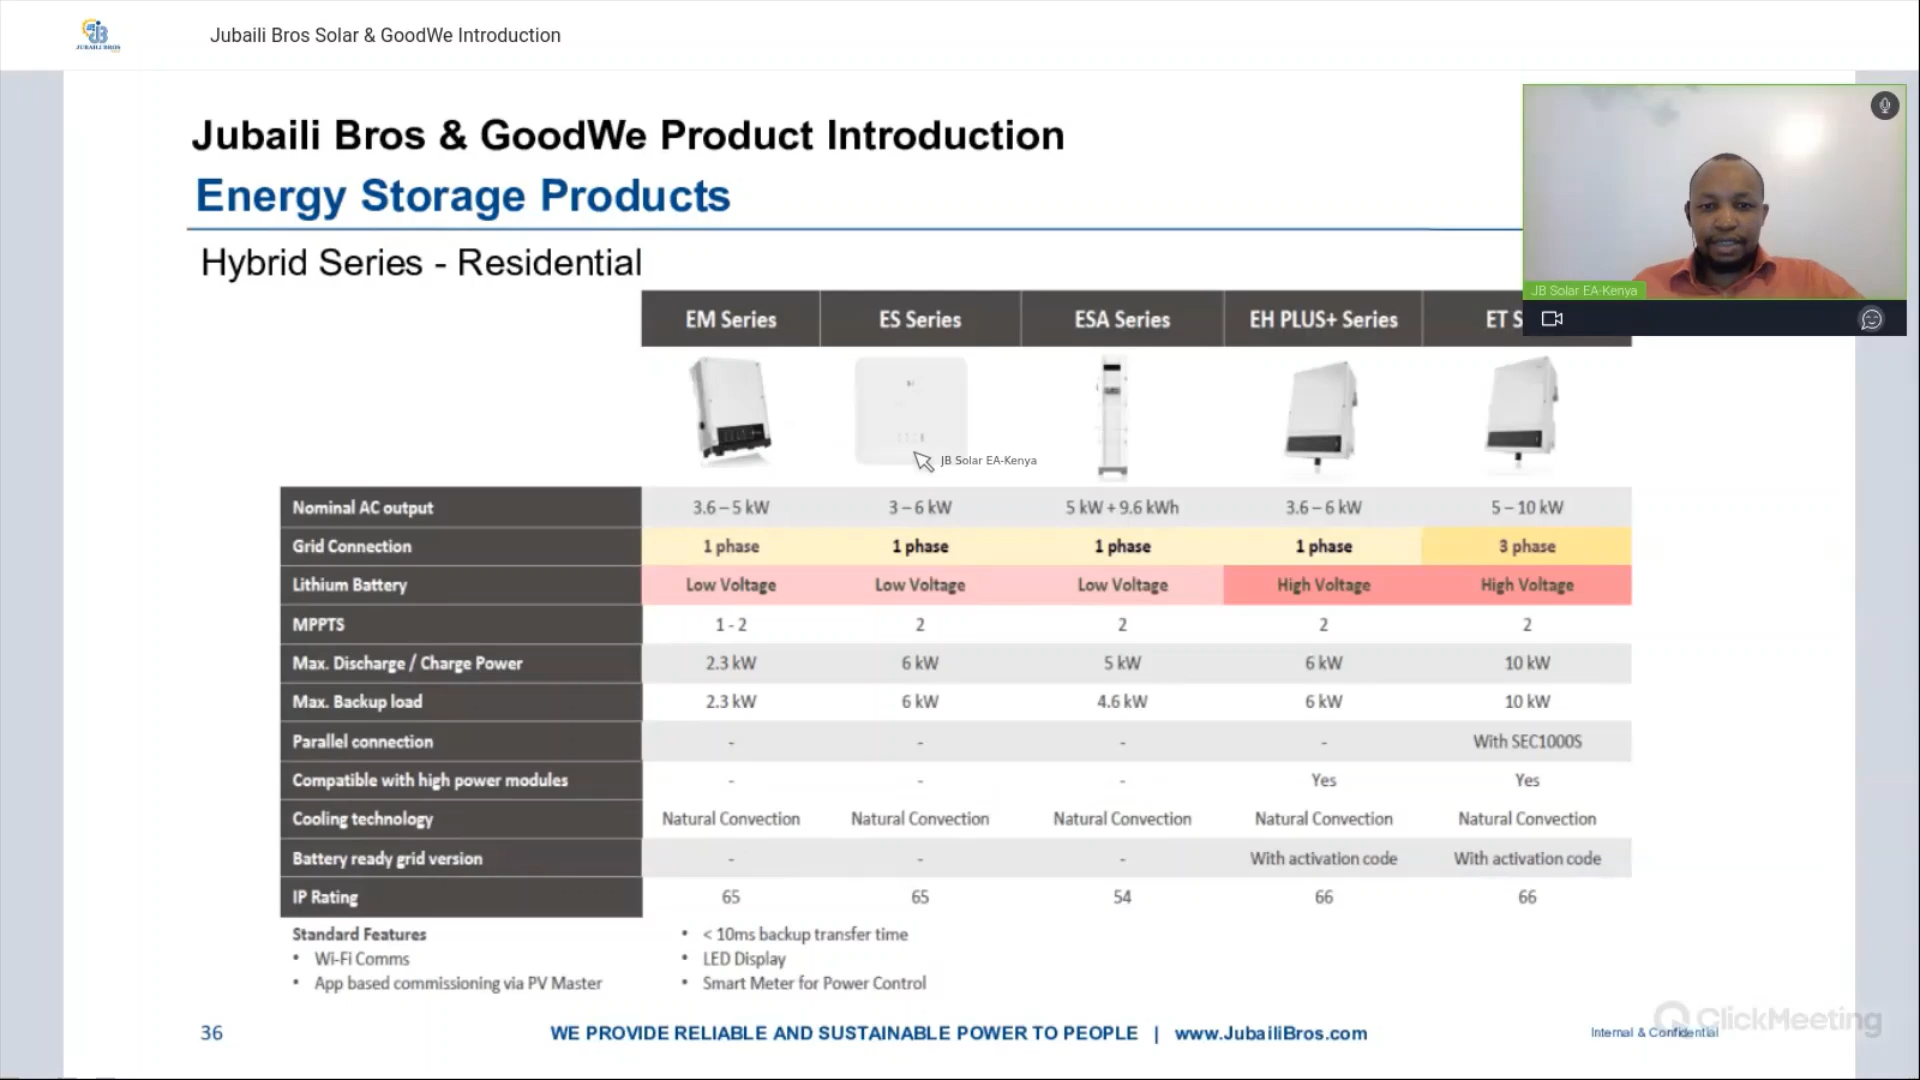 JUBAILI BROS
Jubaili Bros Solar & GoodWe Introduction
Jubaili Bros & GoodWe Product Introduction
Energy Storage Products
Hybrid Series - Residential
JB Solar EA-Kenya
EM Series ES Series ESA Series EH PLUS+ Series ET S
JB Solar EA-Kenya
Nominal AC output 3.6 – 5 kW 3 – 6 kW 5 kW + 9.6 kWh 3.6 – 6 kW 5 – 10 kW
Grid Connection 1 phase 1 phase 1 phase 1 phase 3 phase
Lithium Battery Low Voltage Low Voltage Low Voltage High Voltage High Voltage
MPPTS 1 - 2 2 2 2 2
Max. Discharge / Charge Power 2.3 kW 6 kW 5 kW 6 kW 10 kW
Max. Backup load 2.3 kW 6 kW 4.6 kW 6 kW 10 kW
Parallel connection - - - - With SEC1000S
Compatible with high power modules - - - Yes Yes
Cooling technology Natural Convection Natural Convection Natural Convection Natural Convection Natural Convection
Battery ready grid version - - - With activation code With activation code
IP Rating 65 65 54 66 66
Standard Features
• Wi-Fi Comms
• App based commissioning via PV Master
• < 10ms backup transfer time
• LED Display
• Smart Meter for Power Control
36
WE PROVIDE RELIABLE AND SUSTAINABLE POWER TO PEOPLE | www.JubailiBros.com
Internal & Confidential
ClickMeeting